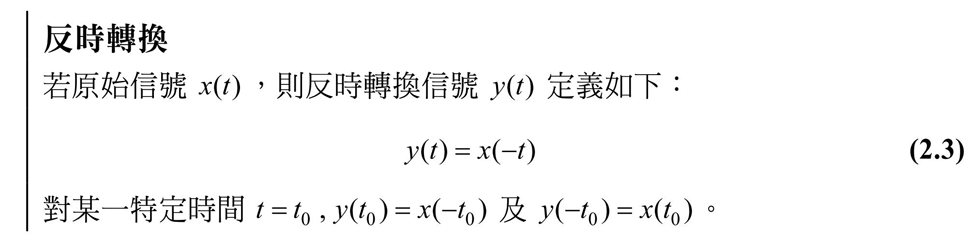 反時轉換
若原始信號 x(t)，則反時轉換信號 y(t) 定義如下：
y(t) = x(−t) (2.3)
對某一特定時間 t = t₀ , y(t₀) = x(−t₀) 及 y(−t₀) = x(t₀)。